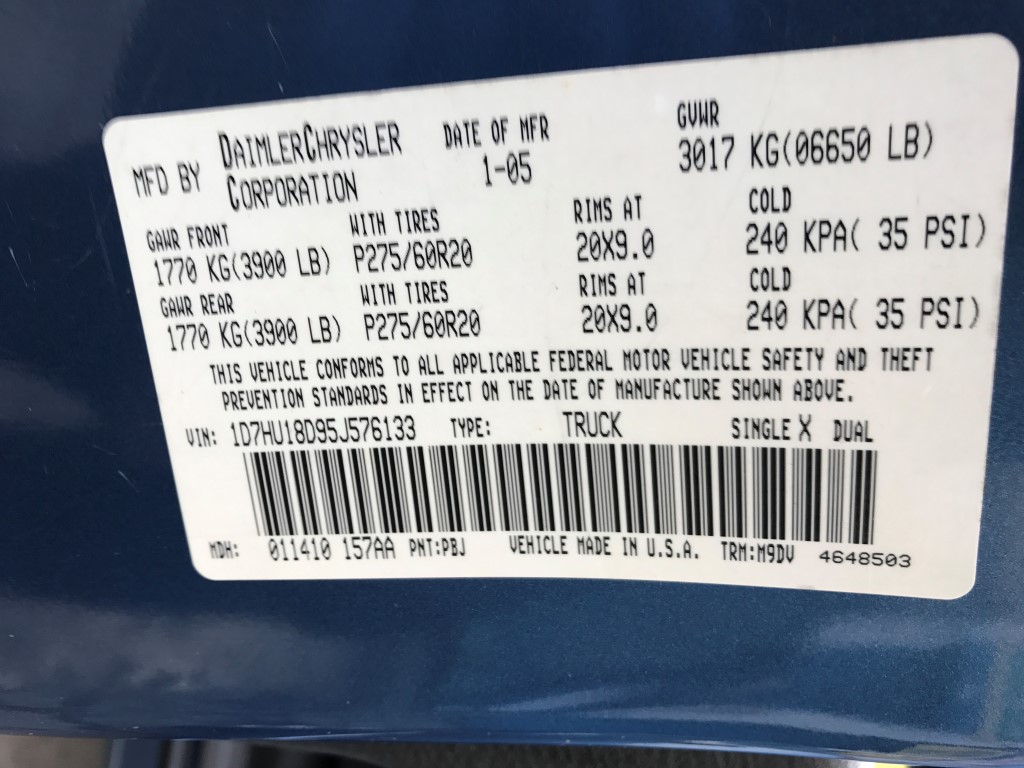 MFD BY DAIMLERCHRYSLER CORPORATION DATE OF MFR 1-05 GVWR 3017 KG(06650 LB)
GAWR FRONT WITH TIRES RIMS AT COLD
1770 KG(3900 LB) P275/60R20 20X9.0 240 KPA( 35 PSI)
GAWR REAR WITH TIRES RIMS AT COLD
1770 KG(3900 LB) P275/60R20 20X9.0 240 KPA( 35 PSI)
THIS VEHICLE CONFORMS TO ALL APPLICABLE FEDERAL MOTOR VEHICLE SAFETY AND THEFT
PREVENTION STANDARDS IN EFFECT ON THE DATE OF MANUFACTURE SHOWN ABOVE.
VIN: 1D7HU18D95J576133 TYPE: TRUCK SINGLE X DUAL
MDH: 011410 157AA PNT:PBJ VEHICLE MADE IN U.S.A. TRM:M9DV 4648503